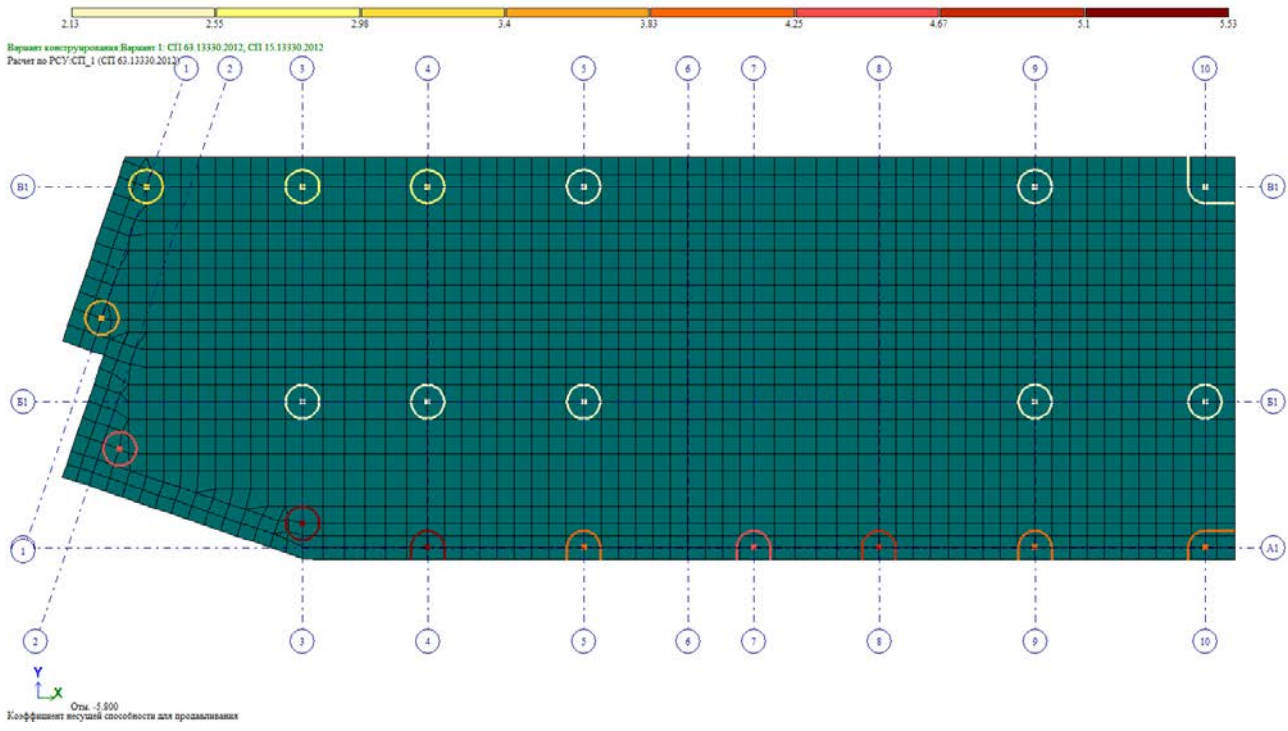 2.13 2.55 2.98 3.4 3.83 4.25 4.67 5.1 5.53
Вариант конструирования:Вариант 1: СП 63.13330.2012, СП 15.13330.2012
Расчет по РСУ:СП_1 (СП 63.13330.2012)
1 2 3 4 5 6 7 8 9 10
В1 В1
Б1 Б1
1 А1
2 3 4 5 6 7 8 9 10
Y
X
Отм. -5.800
Коэффициент несущей способности для продавливания